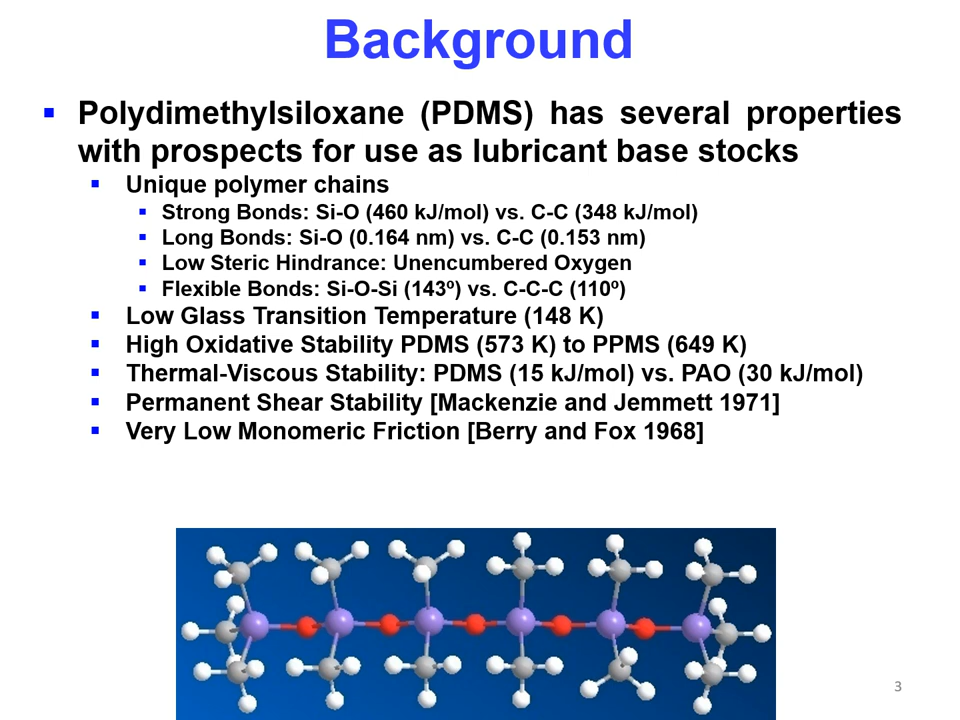 Background
▪ Polydimethylsiloxane (PDMS) has several properties
with prospects for use as lubricant base stocks
▪ Unique polymer chains
▪ Strong Bonds: Si-O (460 kJ/mol) vs. C-C (348 kJ/mol)
▪ Long Bonds: Si-O (0.164 nm) vs. C-C (0.153 nm)
▪ Low Steric Hindrance: Unencumbered Oxygen
▪ Flexible Bonds: Si-O-Si (143º) vs. C-C-C (110º)
▪ Low Glass Transition Temperature (148 K)
▪ High Oxidative Stability PDMS (573 K) to PPMS (649 K)
▪ Thermal-Viscous Stability: PDMS (15 kJ/mol) vs. PAO (30 kJ/mol)
▪ Permanent Shear Stability [Mackenzie and Jemmett 1971]
▪ Very Low Monomeric Friction [Berry and Fox 1968]
3